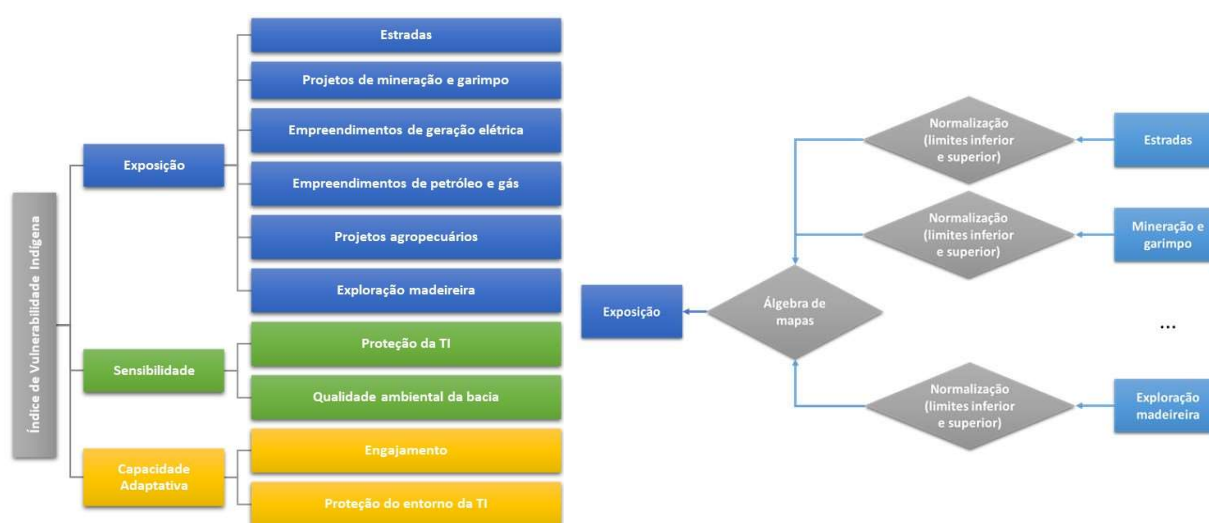 Índice de Vulnerabilidade Indígena
Exposição
Estradas
Projetos de mineração e garimpo
Empreendimentos de geração elétrica
Empreendimentos de petróleo e gás
Projetos agropecuários
Exploração madeireira
Sensibilidade
Proteção da TI
Qualidade ambiental da bacia
Capacidade
Adaptativa
Engajamento
Proteção do entorno da TI
Exposição
Álgebra de
mapas
Normalização
(limites inferior
e superior)
Estradas
Normalização
(limites inferior
e superior)
Mineração e
garimpo
...
Normalização
(limites inferior
e superior)
Exploração
madeireira